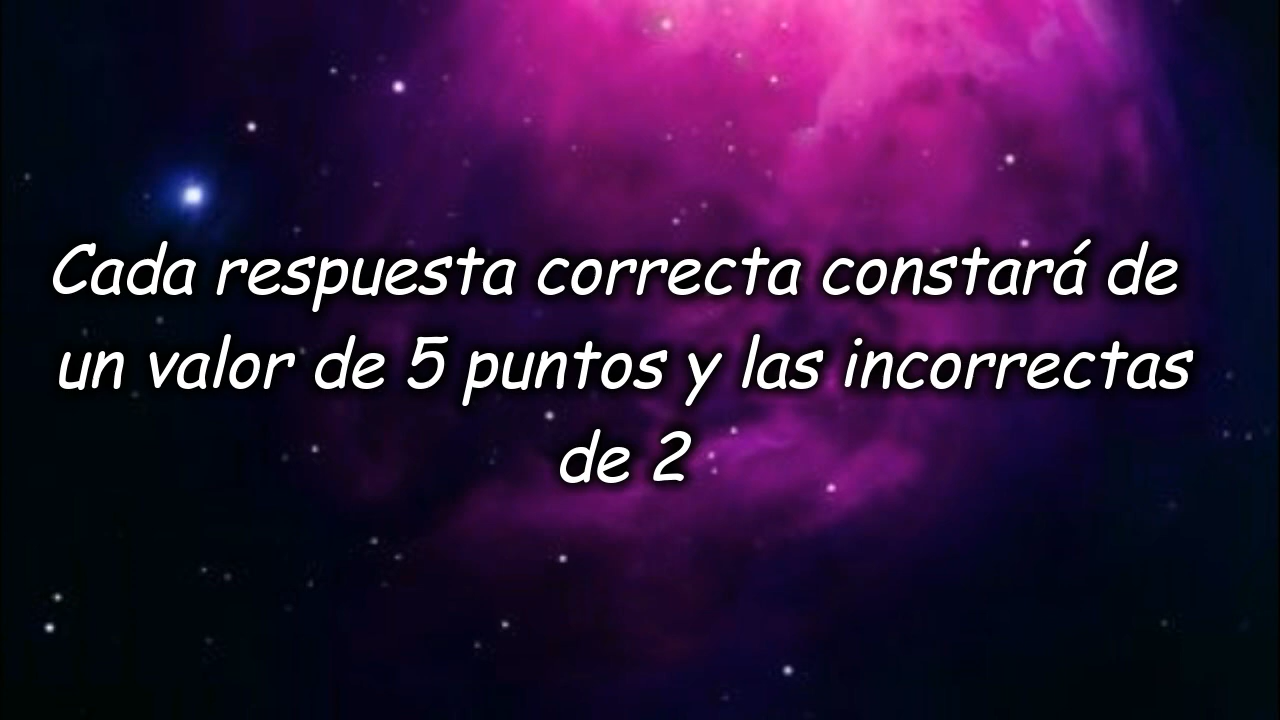 Cada respuesta correcta constará de
un valor de 5 puntos y las incorrectas
de 2